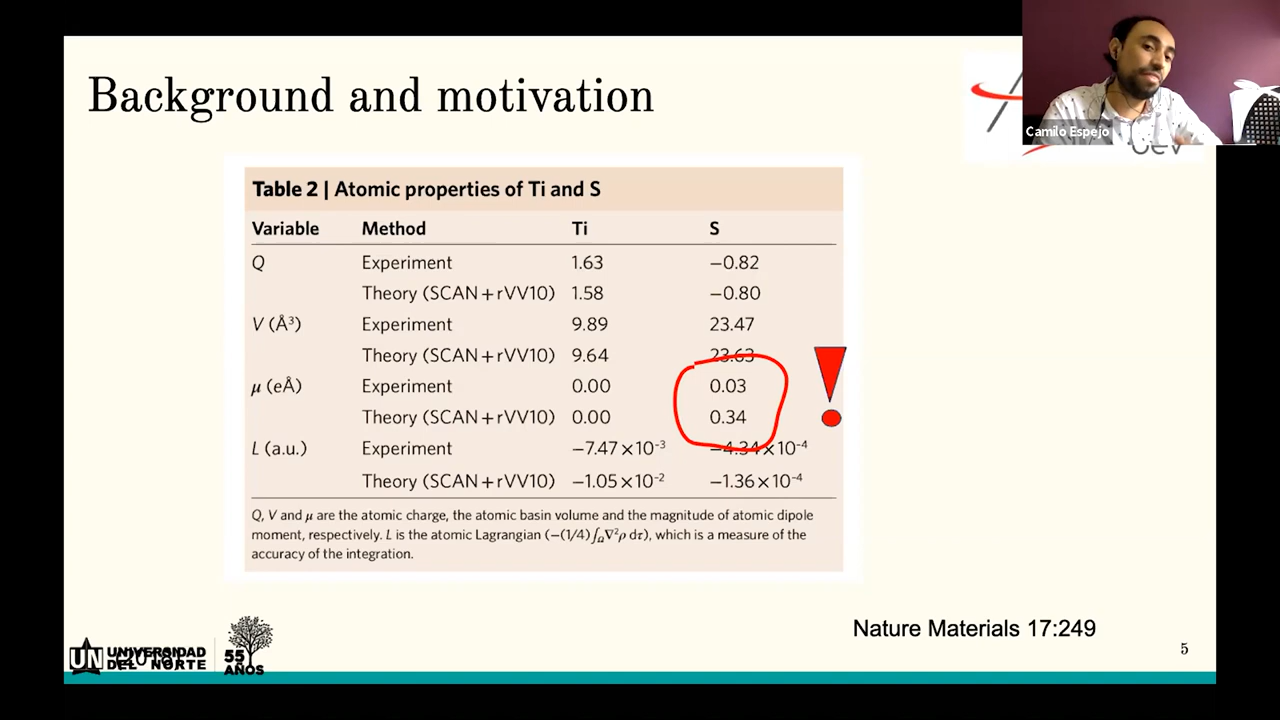 Background and motivation
Camilo Espejo
Table 2 | Atomic properties of Ti and S
Variable Method Ti S
Q Experiment 1.63 −0.82
Theory (SCAN + rVV10) 1.58 −0.80
V (Å³) Experiment 9.89 23.47
Theory (SCAN + rVV10) 9.64 23.63
μ (eÅ) Experiment 0.00 0.03
Theory (SCAN + rVV10) 0.00 0.34
L (a.u.) Experiment −7.47 × 10⁻³ −4.34 × 10⁻⁴
Theory (SCAN + rVV10) −1.05 × 10⁻² −1.36 × 10⁻⁴
Q, V and μ are the atomic charge, the atomic basin volume and the magnitude of atomic dipole
moment, respectively. L is the atomic Lagrangian (−(1/4)∫Ω∇²ρ dτ), which is a measure of the
accuracy of the integration.
Nature Materials 17:249
(2018)
UN UNIVERSIDAD
DEL NORTE
55
AÑOS
5